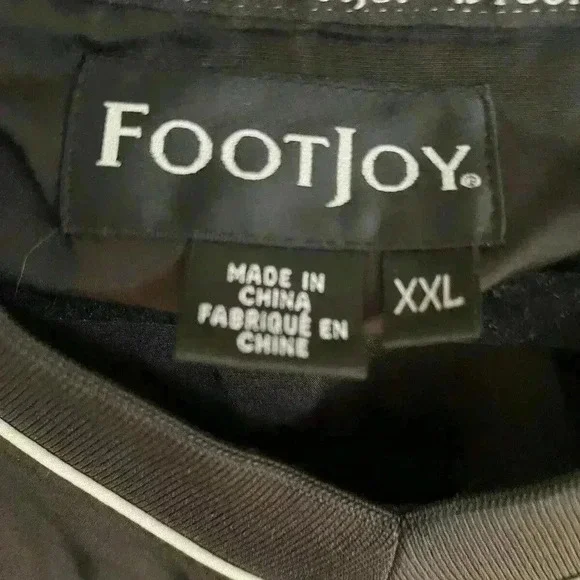 FOOTJOY®
MADE IN
CHINA
FABRIQUÉ EN
CHINE
XXL